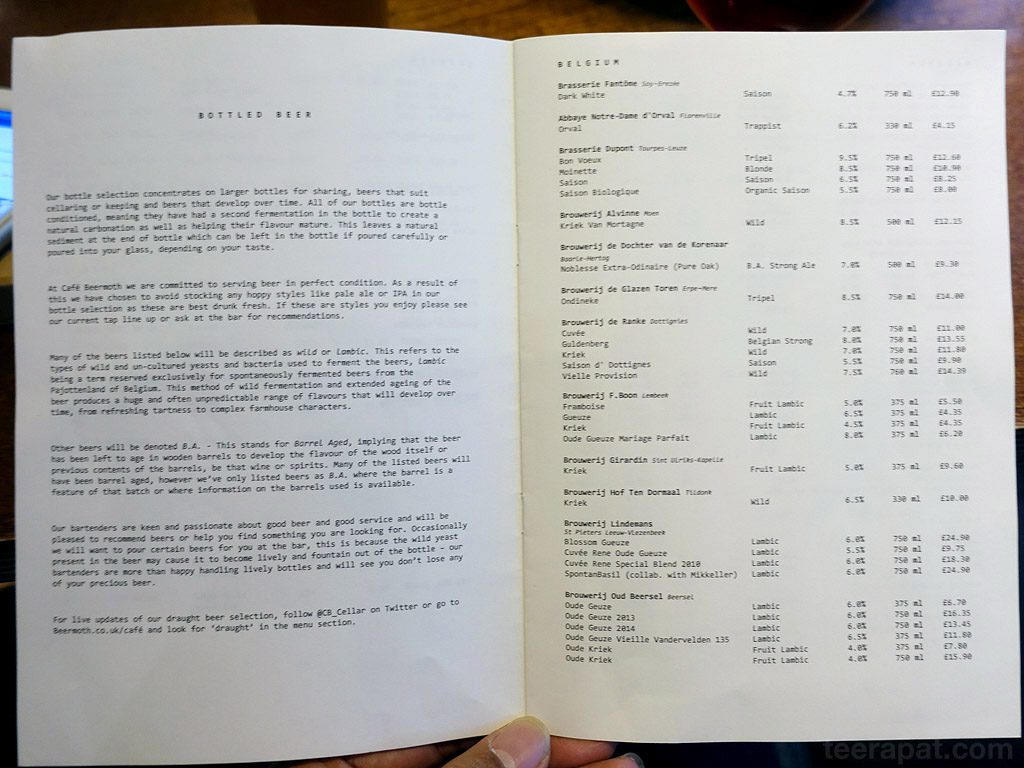 BOTTLED BEER
Our bottle selection concentrates on larger bottles for sharing, beers that suit
cellaring or keeping and beers that develop over time. All of our bottles are bottle
conditioned, meaning they have had a second fermentation in the bottle to create a
natural carbonation as well as helping their flavour mature. This leaves a natural
sediment at the end of bottle which can be left in the bottle if poured carefully or
poured into your glass, depending on your taste.
At Café Beermoth we are committed to serving beer in perfect condition. As a result of
this we have chosen to avoid stocking any hoppy styles like pale ale or IPA in our
bottle selection as these are best drunk fresh. If these are styles you enjoy please see
our current tap line up or ask at the bar for recommendations.
Many of the beers listed below will be described as wild or Lambic. This refers to the
types of wild and un-cultured yeasts and bacteria used to ferment the beers, Lambic
being a term reserved exclusively for spontaneously fermented beers from the
Pajottenland of Belgium. This method of wild fermentation and extended ageing of the
beer produces a huge and often unpredictable range of flavours that will develop over
time, from refreshing tartness to complex farmhouse characters.
Other beers will be denoted B.A. - This stands for Barrel Aged, implying that the beer
has been left to age in wooden barrels to develop the flavour of the wood itself or
previous contents of the barrels, be that wine or spirits. Many of the listed beers will
have been barrel aged, however we've only listed beers as B.A. where the barrel is a
feature of that batch or where information on the barrels used is available.
Our bartenders are keen and passionate about good beer and good service and will be
pleased to recommend beers or help you find something you are looking for. Occasionally
we will want to pour certain beers for you at the bar, this is because the wild yeast
present in the beer may cause it to become lively and fountain out of the bottle - our
bartenders are more than happy handling lively bottles and will see you don't lose any
of your precious beer.
For live updates of our draught beer selection, follow @CB_Cellar on Twitter or go to
Beermoth.co.uk/café and look for 'draught' in the menu section.
BELGIUM
Brasserie Fantôme Soy-Erezée
Dark White Saison 4.7% 750 ml £12.90
Abbaye Notre-Dame d'Orval Florenville
Orval Trappist 6.2% 330 ml £4.15
Brasserie Dupont Tourpes-Leuze
Bon Voeux Tripel 9.5% 750 ml £12.60
Moinette Blonde 8.5% 750 ml £10.90
Saison Saison 6.5% 750 ml £8.25
Saison Biologique Organic Saison 5.5% 750 ml £8.00
Brouwerij Alvinne Moen
Kriek Van Mortagne Wild 8.5% 500 ml £12.15
Brouwerij de Dochter van de Korenaar
Baarle-Hertog
Noblesse Extra-Odinaire (Pure Oak) B.A. Strong Ale 7.0% 500 ml £9.30
Brouwerij de Glazen Toren Erpe-Mere
Ondineke Tripel 8.5% 750 ml £14.00
Brouwerij de Ranke Dottignies
Cuvée Wild 7.0% 750 ml £11.00
Guldenberg Belgian Strong 8.0% 750 ml £13.55
Kriek Wild 7.0% 750 ml £11.80
Saison d' Dottignes Saison 5.5% 750 ml £9.90
Vielle Provision Wild 7.5% 760 ml £14.39
Brouwerij F.Boon Lembeek
Framboise Fruit Lambic 5.0% 375 ml £5.50
Gueuze Lambic 6.5% 375 ml £4.35
Kriek Fruit Lambic 4.5% 375 ml £4.35
Oude Gueuze Mariage Parfait Lambic 8.0% 375 ml £6.20
Brouwerij Girardin Sint Ulriks-Kapelle
Kriek Fruit Lambic 5.0% 375 ml £9.60
Brouwerij Hof Ten Dormaal Tildonk
Kriek Wild 6.5% 330 ml £10.00
Brouwerij Lindemans
St Pieters Leeuw-Vlezenbeek
Blossom Gueuze Lambic 6.0% 750 ml £24.90
Cuvée Rene Oude Gueuze Lambic 5.5% 750 ml £9.75
Cuvée Rene Special Blend 2010 Lambic 6.0% 750 ml £18.30
SpontanBasil (collab. with Mikkeller) Lambic 6.0% 750 ml £24.90
Brouwerij Oud Beersel Beersel
Oude Geuze Lambic 6.0% 375 ml £6.70
Oude Geuze 2013 Lambic 6.0% 750 ml £16.35
Oude Geuze 2014 Lambic 6.0% 750 ml £13.45
Oude Geuze Vieille Vandervelden 135 Lambic 6.5% 375 ml £11.80
Oude Kriek Fruit Lambic 4.0% 375 ml £7.80
Oude Kriek Fruit Lambic 4.0% 750 ml £15.90
teerapat.com